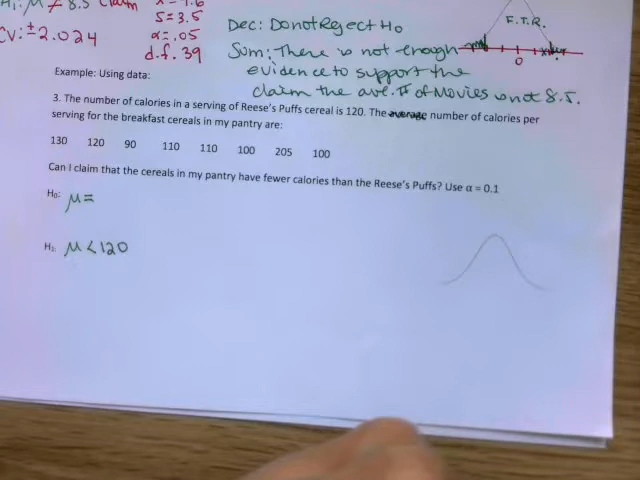 H₁: μ ≠ 8.5 Claim
S=3.5
CV: ±2.024
α=.05
d.f. 39
Dec: Do not Reject H₀
Sum: There is not enough
evidence to support the
claim the ave. # of Movies is not 8.5.
F.T.R.
0
Example: Using data:
3. The number of calories in a serving of Reese's Puffs cereal is 120. The average number of calories per
serving for the breakfast cereals in my pantry are:
130 120 90 110 110 100 205 100
Can I claim that the cereals in my pantry have fewer calories than the Reese's Puffs? Use α = 0.1
H₀: μ=
H₁: μ<120